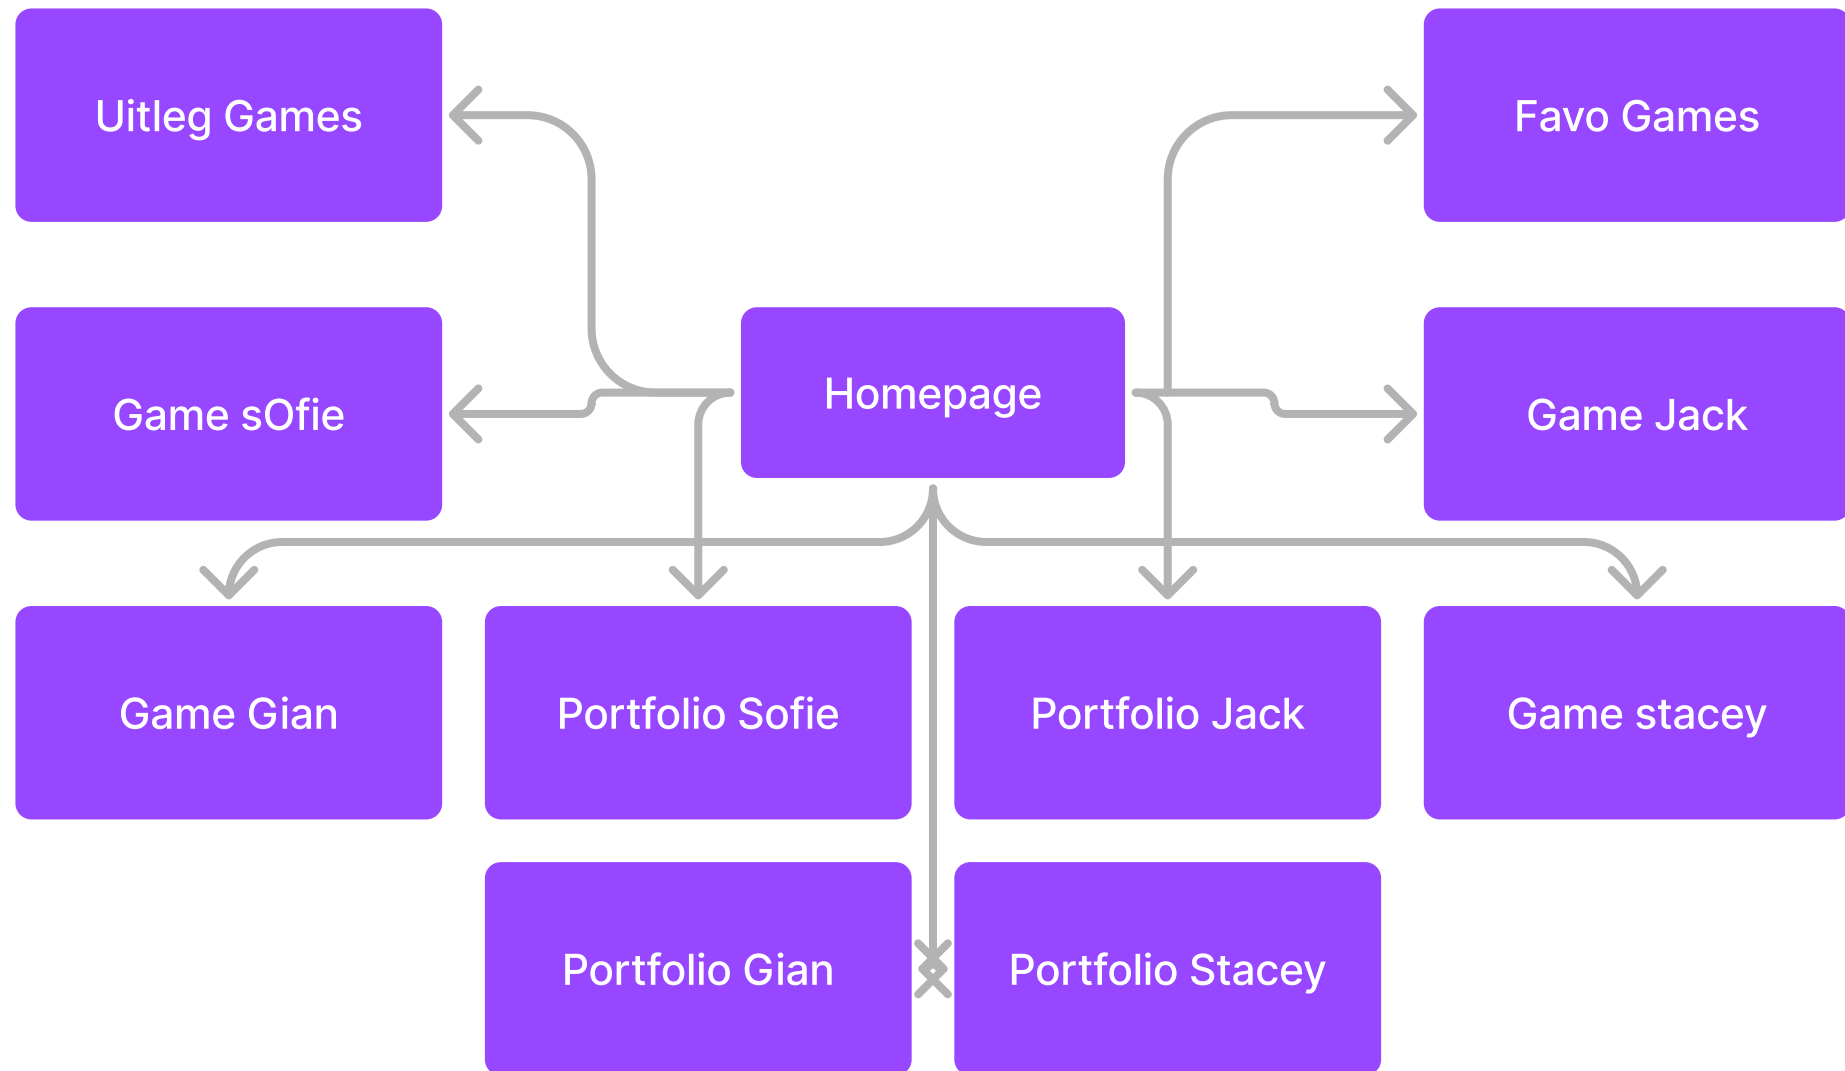 Uitleg Games
Favo Games
Game sOfie
Homepage
Game Jack
Game Gian
Portfolio Sofie
Portfolio Jack
Game stacey
Portfolio Gian
Portfolio Stacey